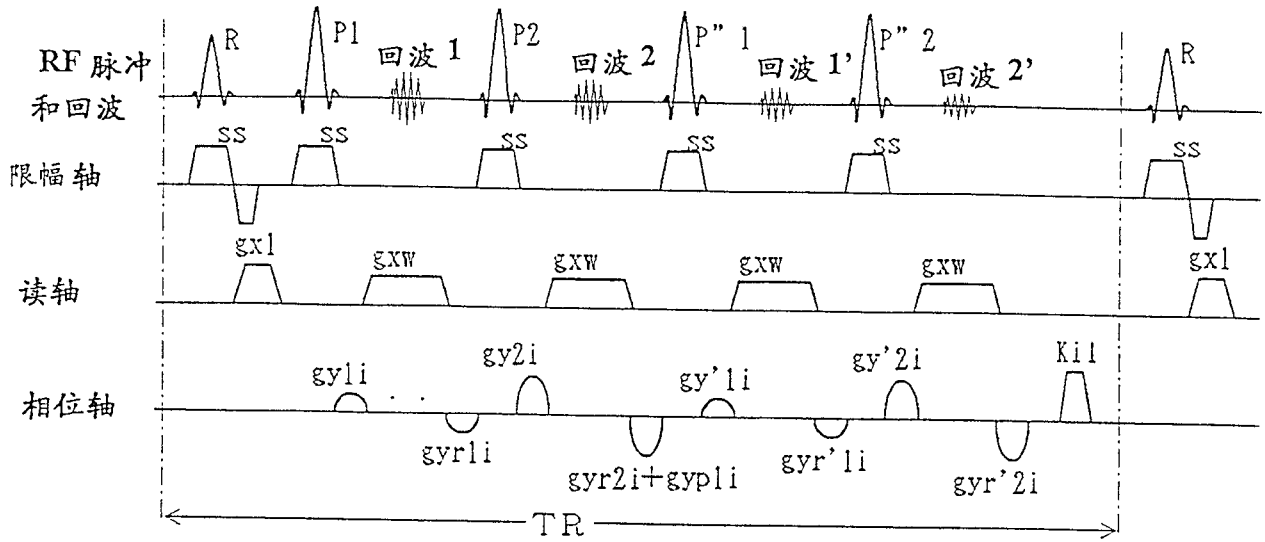 R P1 P2 P"1 P"2 R
RF 脉冲
和回波
回波 1 回波 2 回波 1' 回波 2'
限幅轴
SS SS SS SS SS SS
读轴
gx1 gxw gxw gxw gxw gx1
相位轴
gy1i gy2i gy'1i gy'2i Ki1
gyr1i gyr2i+gyp1i gyr'1i gyr'2i
TR